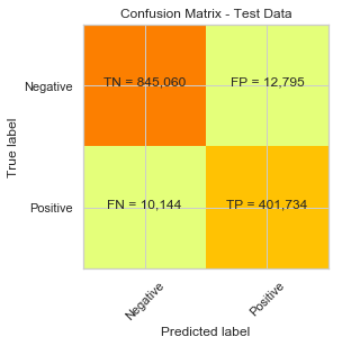 Confusion Matrix - Test Data
TN = 845,060
FP = 12,795
Negative
True label
FN = 10,144
TP = 401,734
Positive
Negative
Positive
Predicted label